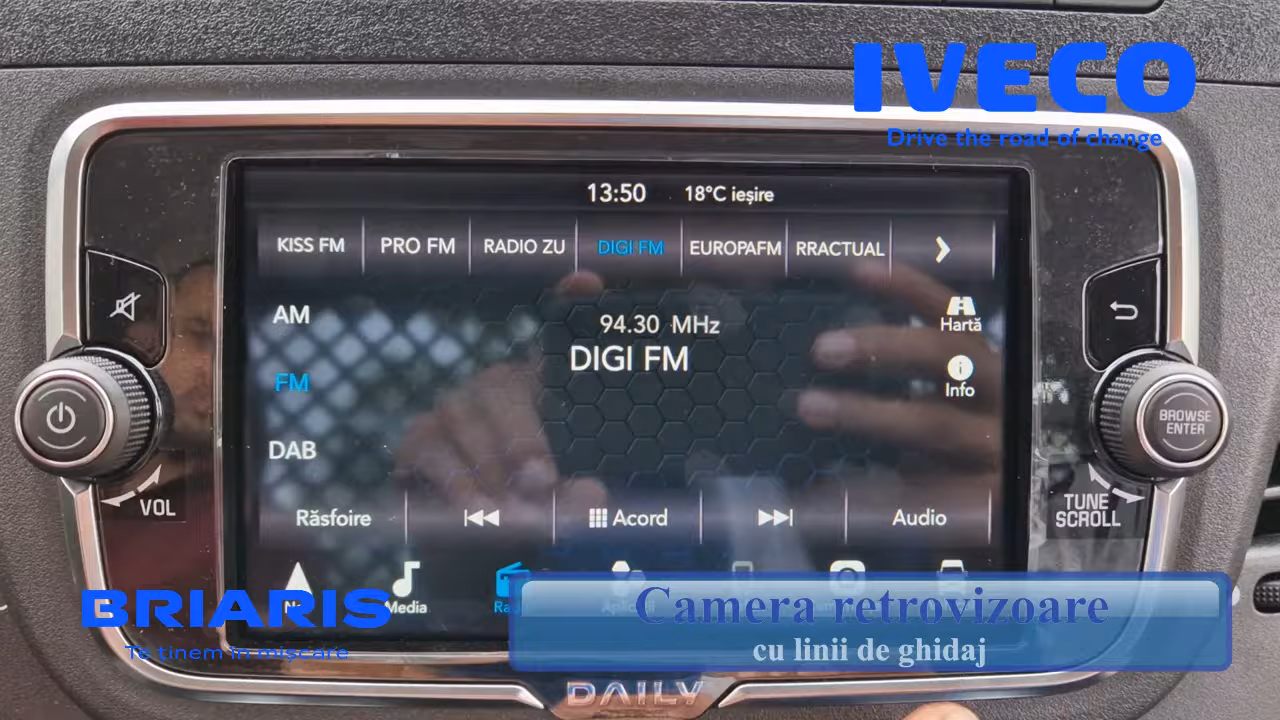 IVECO
Drive the road of change
13:50 18°C ieșire
KISS FM PRO FM RADIO ZU DIGI FM EUROPAFM RRACTUAL
AM
94.30 MHz
Hartă
DIGI FM
FM
Info
BROWSE
ENTER
DAB
VOL
TUNE
SCROLL
Răsfoire Acord Audio
Media
BRIARIS
Te ținem în mișcare
Camera retrovizoare
cu linii de ghidaj
DAILY